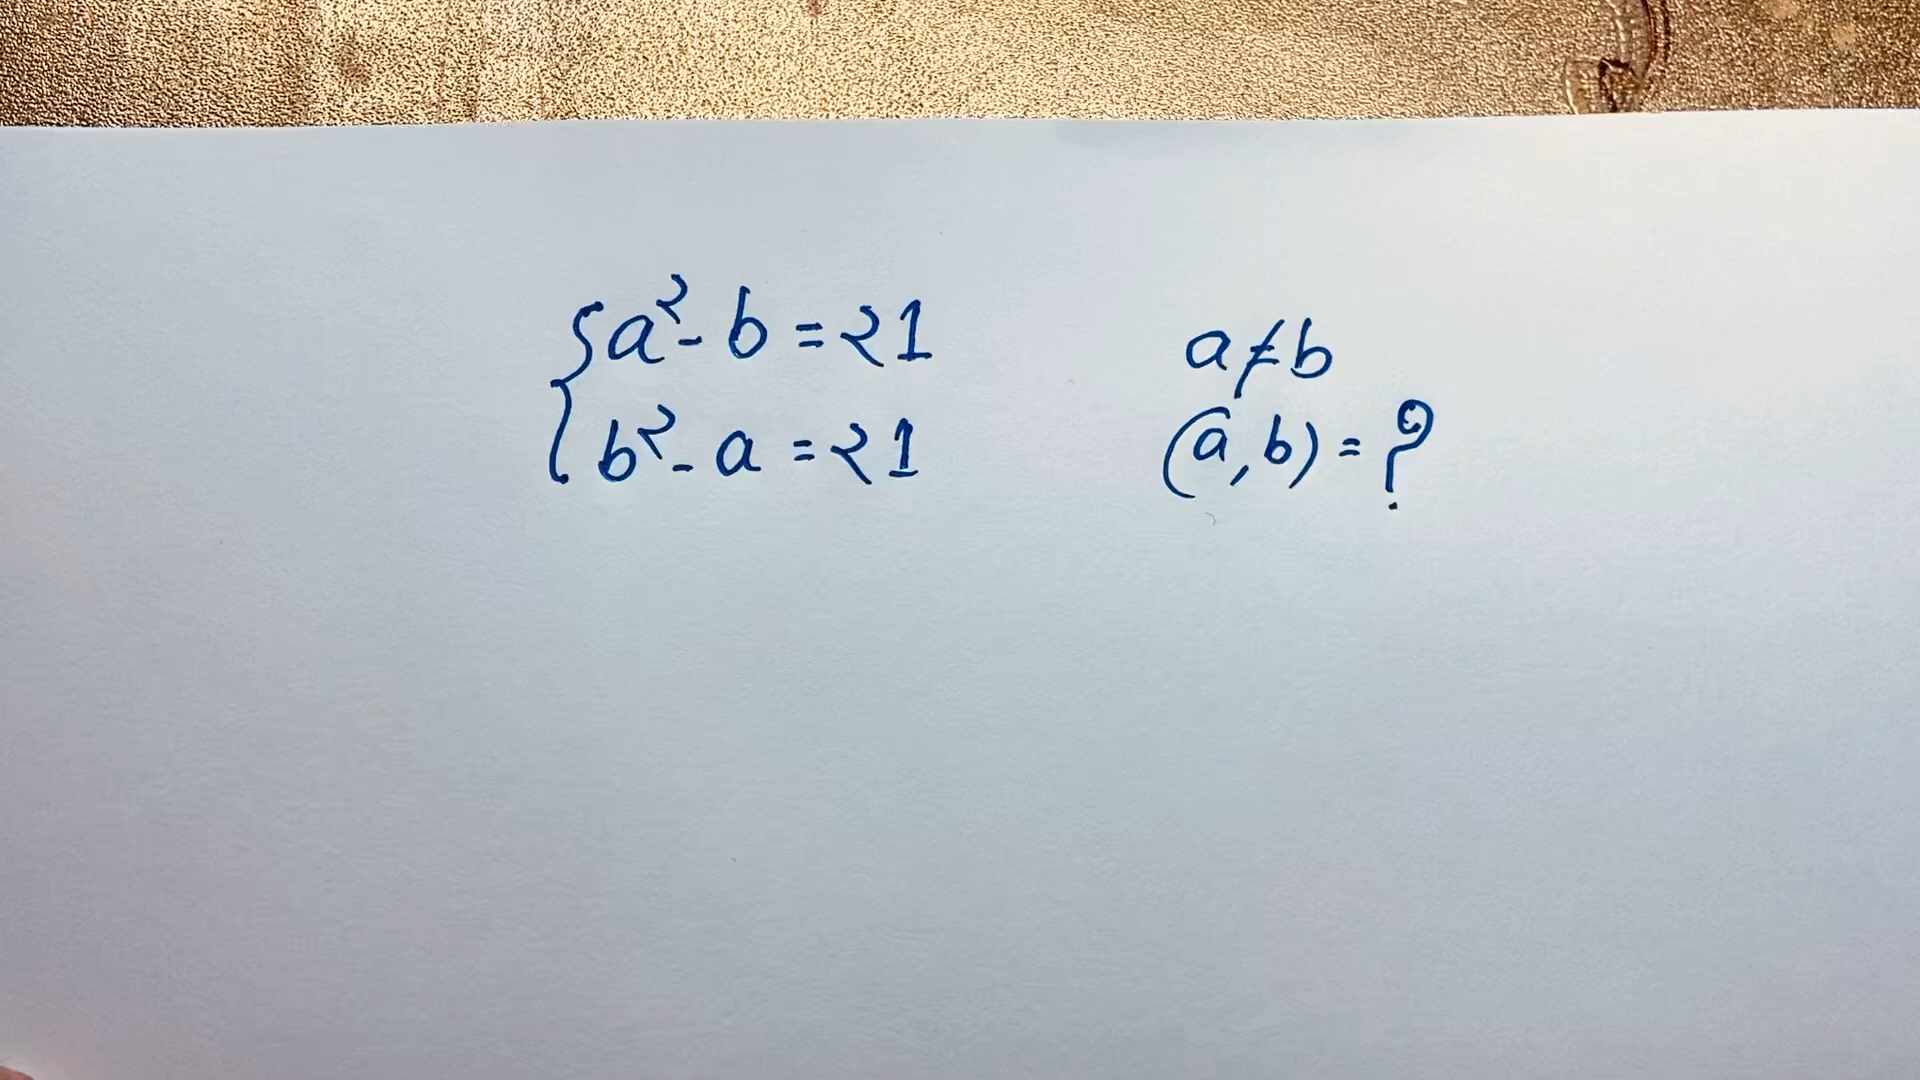 {a² - b = 21
b² - a = 21
a ≠ b
(a, b) = ?